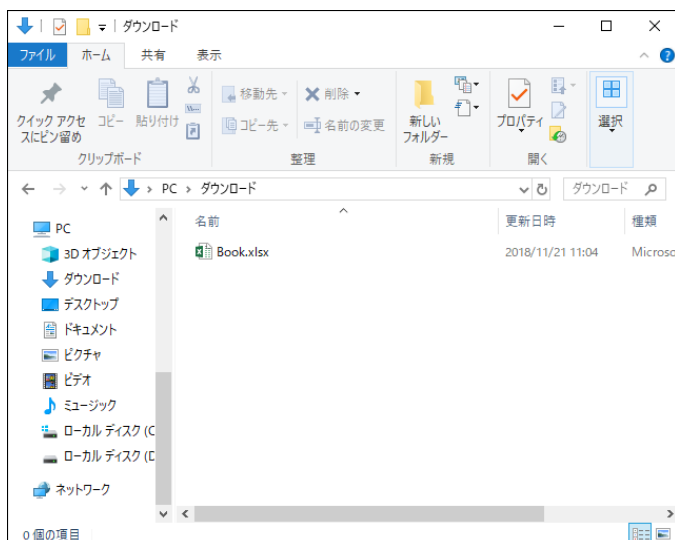 ダウンロード
ファイル ホーム 共有 表示
クイック アクセスにピン留め
コピー
貼り付け
クリップボード
移動先
コピー先
削除
名前の変更
整理
新しいフォルダー
新規
プロパティ
開く
選択
PC › ダウンロード
ダウンロード
PC
3D オブジェクト
ダウンロード
デスクトップ
ドキュメント
ピクチャ
ビデオ
ミュージック
ローカル ディスク (C
ローカル ディスク (D
ネットワーク
名前 更新日時 種類
Book.xlsx 2018/11/21 11:04 Microso
0 個の項目